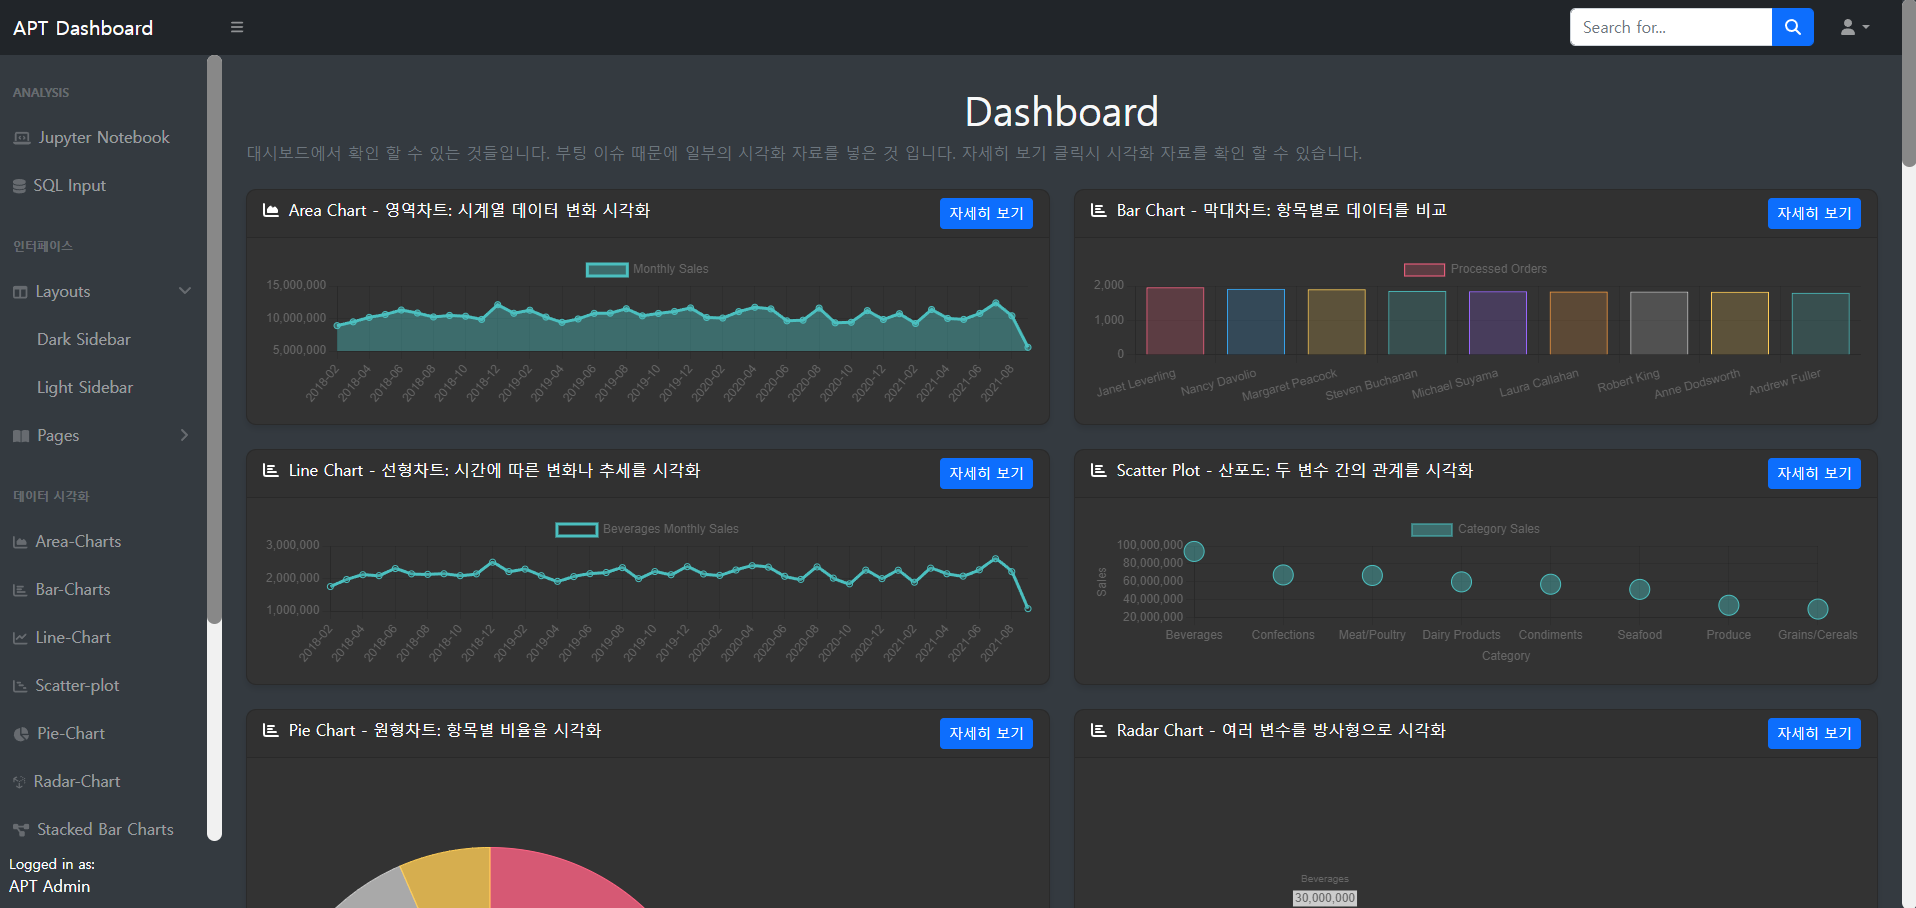 APT Dashboard
Search for...
ANALYSIS
Jupyter Notebook
SQL Input
인터페이스
Layouts
Dark Sidebar
Light Sidebar
Pages
데이터 시각화
Area-Charts
Bar-Charts
Line-Chart
Scatter-plot
Pie-Chart
Radar-Chart
Stacked Bar Charts
Logged in as:
APT Admin
Dashboard
대시보드에서 확인 할 수 있는 것들입니다. 부팅 이슈 때문에 일부의 시각화 자료를 넣은 것 입니다. 자세히 보기 클릭시 시각화 자료를 확인 할 수 있습니다.
Area Chart - 영역차트: 시계열 데이터 변화 시각화
자세히 보기
Monthly Sales
15,000,000
10,000,000
5,000,000
2018-02
2018-04
2018-06
2018-08
2018-10
2018-12
2019-02
2019-04
2019-06
2019-08
2019-10
2019-12
2020-02
2020-04
2020-06
2020-08
2020-10
2020-12
2021-02
2021-04
2021-06
2021-08
Bar Chart - 막대차트: 항목별로 데이터를 비교
자세히 보기
Processed Orders
2,000
1,000
0
Janet Leverling
Nancy Davolio
Margaret Peacock
Steven Buchanan
Michael Suyama
Laura Callahan
Robert King
Anne Dodsworth
Andrew Fuller
Line Chart - 선형차트: 시간에 따른 변화나 추세를 시각화
자세히 보기
Beverages Monthly Sales
3,000,000
2,000,000
1,000,000
2018-02
2018-04
2018-06
2018-08
2018-10
2018-12
2019-02
2019-04
2019-06
2019-08
2019-10
2019-12
2020-02
2020-04
2020-06
2020-08
2020-10
2020-12
2021-02
2021-04
2021-06
2021-08
Scatter Plot - 산포도: 두 변수 간의 관계를 시각화
자세히 보기
Category Sales
Sales
100,000,000
80,000,000
60,000,000
40,000,000
20,000,000
Beverages
Confections
Meat/Poultry
Dairy Products
Condiments
Seafood
Produce
Grains/Cereals
Category
Pie Chart - 원형차트: 항목별 비율을 시각화
자세히 보기
Radar Chart - 여러 변수를 방사형으로 시각화
자세히 보기
Beverages
30,000,000